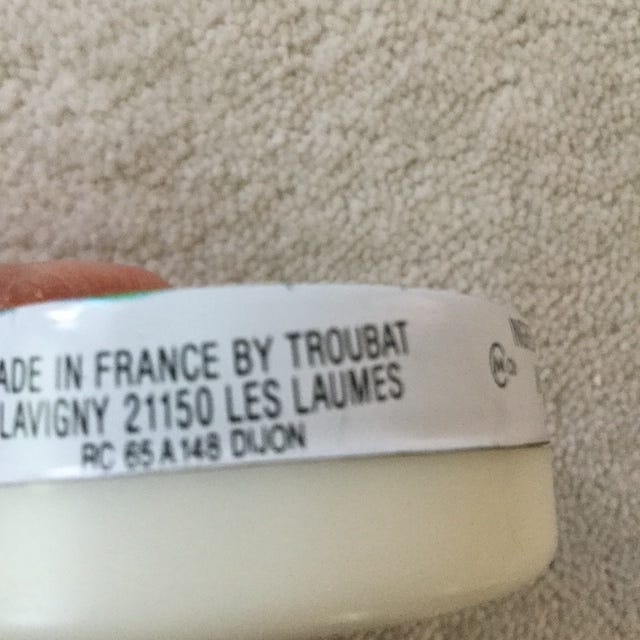 ADE IN FRANCE BY TROUBAT
LAVIGNY 21150 LES LAUMES
RC 65 A 148 DIJON